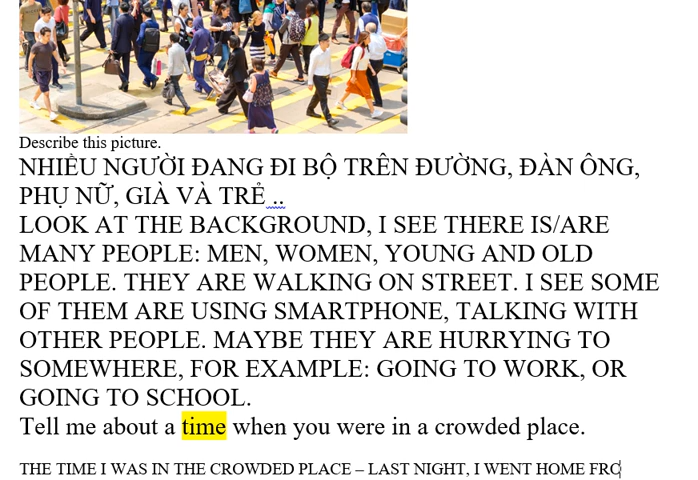 Describe this picture.
NHIỀU NGƯỜI ĐANG ĐI BỘ TRÊN ĐƯỜNG, ĐÀN ÔNG,
PHỤ NỮ, GIÀ VÀ TRẺ ..
LOOK AT THE BACKGROUND, I SEE THERE IS/ARE
MANY PEOPLE: MEN, WOMEN, YOUNG AND OLD
PEOPLE. THEY ARE WALKING ON STREET. I SEE SOME
OF THEM ARE USING SMARTPHONE, TALKING WITH
OTHER PEOPLE. MAYBE THEY ARE HURRYING TO
SOMEWHERE, FOR EXAMPLE: GOING TO WORK, OR
GOING TO SCHOOL.
Tell me about a time when you were in a crowded place.
THE TIME I WAS IN THE CROWDED PLACE – LAST NIGHT, I WENT HOME FRO